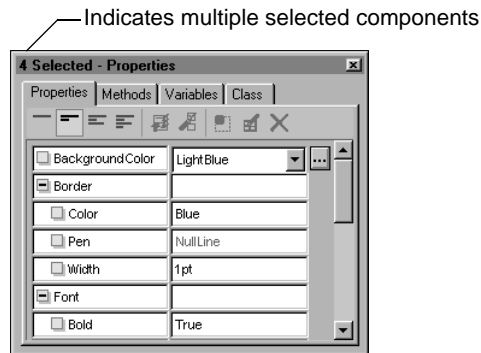 Indicates multiple selected components
4 Selected - Properties
Properties Methods Variables Class
BackgroundColor LightBlue ...
Border
Color Blue
Pen NullLine
Width 1pt
Font
Bold True